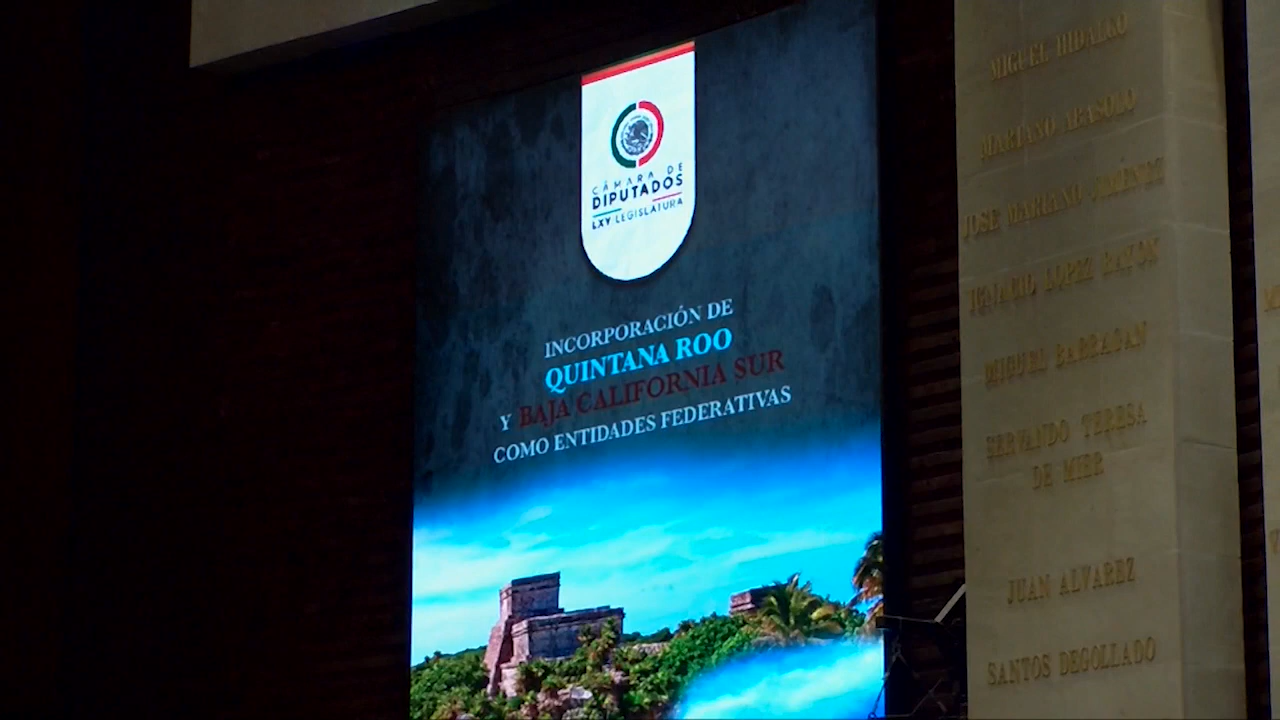 CÁMARA DE
DIPUTADOS
LXV LEGISLATURA
INCORPORACIÓN DE
QUINTANA ROO
Y BAJA CALIFORNIA SUR
COMO ENTIDADES FEDERATIVAS
MIGUEL HIDALGO
MARIANO ABASOLO
JOSE MARIANO JIMENEZ
IGNACIO LOPEZ RAYON
MIGUEL BARRAGAN
SERVANDO TERESA
DE MIER
JUAN ALVAREZ
SANTOS DEGOLLADO